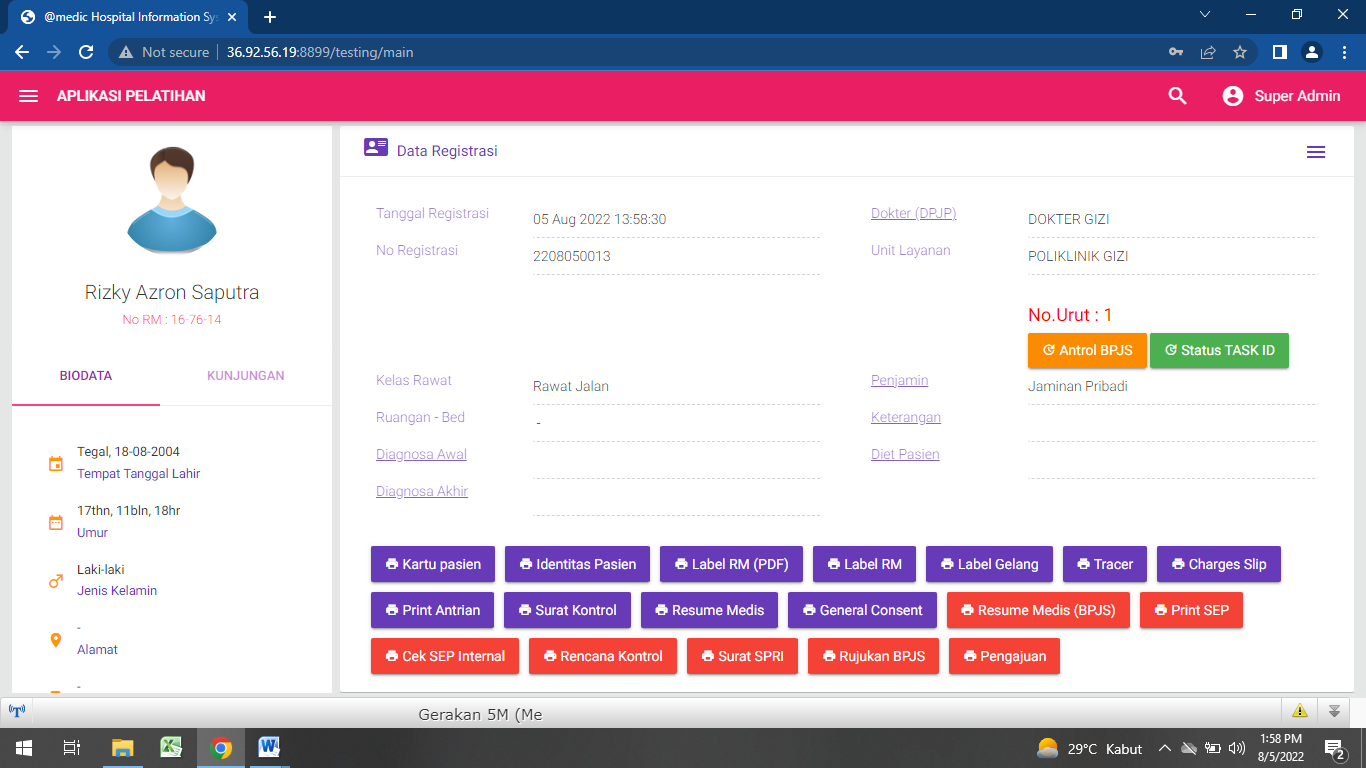 @medic Hospital Information Sys
Not secure
36.92.56.19:8899/testing/main
APLIKASI PELATIHAN
Super Admin
Rizky Azron Saputra
No RM : 16-76-14
BIODATA
KUNJUNGAN
Tegal, 18-08-2004
Tempat Tanggal Lahir
17thn, 11bln, 18hr
Umur
Laki-laki
Jenis Kelamin
-
Alamat
-
Data Registrasi
Tanggal Registrasi
05 Aug 2022 13:58:30
Dokter (DPJP)
DOKTER GIZI
No Registrasi
2208050013
Unit Layanan
POLIKLINIK GIZI
No.Urut : 1
Antrol BPJS
Status TASK ID
Kelas Rawat
Rawat Jalan
Penjamin
Jaminan Pribadi
Ruangan - Bed
-
Keterangan
Diagnosa Awal
Diet Pasien
Diagnosa Akhir
Kartu pasien
Identitas Pasien
Label RM (PDF)
Label RM
Label Gelang
Tracer
Charges Slip
Print Antrian
Surat Kontrol
Resume Medis
General Consent
Resume Medis (BPJS)
Print SEP
Cek SEP Internal
Rencana Kontrol
Surat SPRI
Rujukan BPJS
Pengajuan
Gerakan 5M (Me
29°C Kabut
1:58 PM
8/5/2022
2